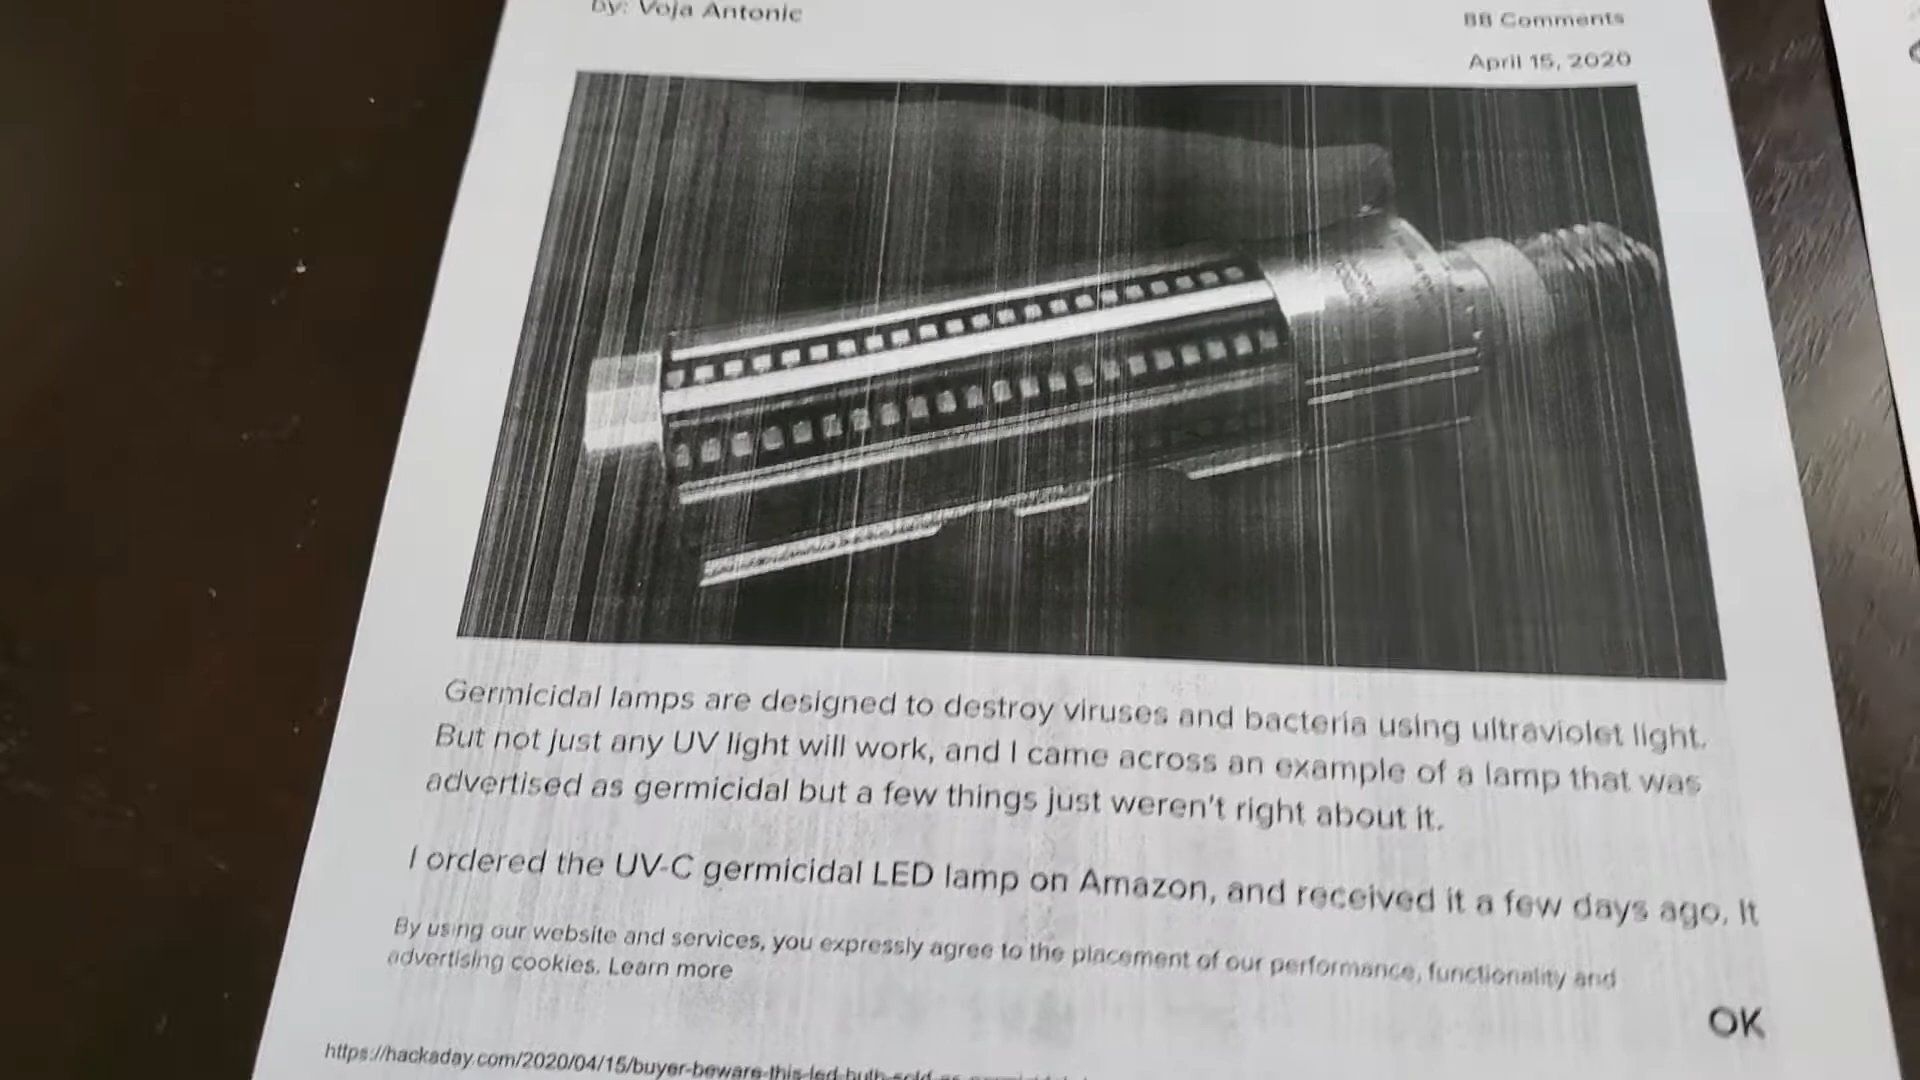 by: Voja Antonic
88 Comments
April 15, 2020
Germicidal lamps are designed to destroy viruses and bacteria using ultraviolet light.
But not just any UV light will work, and I came across an example of a lamp that was
advertised as germicidal but a few things just weren't right about it.
I ordered the UV-C germicidal LED lamp on Amazon, and received it a few days ago. It
By using our website and services, you expressly agree to the placement of our performance, functionality and
advertising cookies. Learn more
OK
https://hackaday.com/2020/04/15/buyer-beware-this-led-bulb-sold-as-